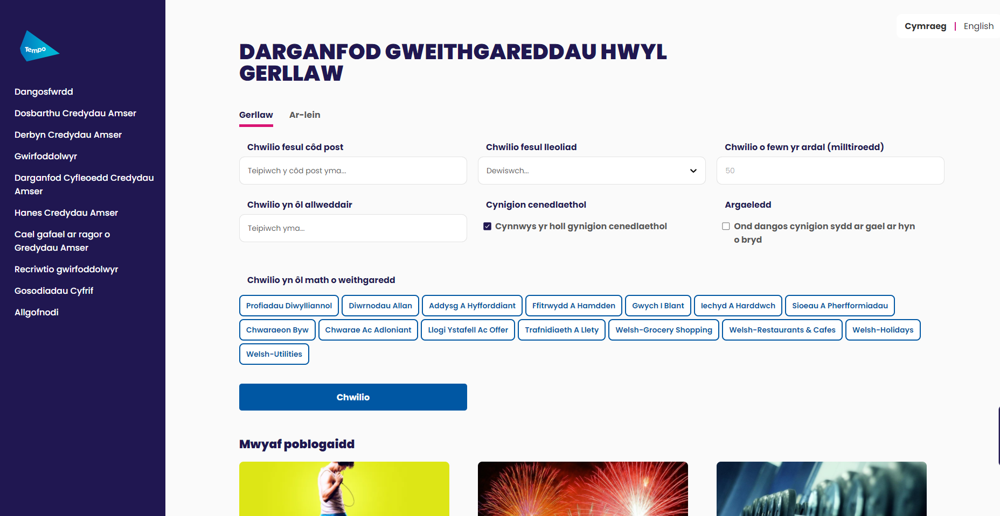 Tempo
Dangosfwrdd
Dosbarthu Credydau Amser
Derbyn Credydau Amser
Gwirfoddolwyr
Darganfod Cyfleoedd Credydau
Amser
Hanes Credydau Amser
Cael gafael ar ragor o
Gredydau Amser
Recriwtio gwirfoddolwyr
Gosodiadau Cyfrif
Allgofnodi
Cymraeg | English
DARGANFOD GWEITHGAREDDAU HWYL
GERLLAW
Gerllaw Ar-lein
Chwilio fesul côd post Chwilio fesul lleoliad Chwilio o fewn yr ardal (milltiroedd)
Teipiwch y côd post yma... Dewiswch... 50
Chwilio yn ôl allweddair Cynigion cenedlaethol Argaeledd
Teipiwch yma... Cynnwys yr holl gynigion cenedlaethol Ond dangos cynigion sydd ar gael ar hyn
o bryd
Chwilio yn ôl math o weithgaredd
Profiadau Diwylliannol Diwrnodau Allan Addysg A Hyfforddiant Ffitrwydd A Hamdden Gwych I Blant Iechyd A Harddwch Sioeau A Pherfformiadau
Chwaraeon Byw Chwarae Ac Adloniant Llogi Ystafell Ac Offer Trafnidiaeth A Llety Welsh-Grocery Shopping Welsh-Restaurants & Cafes Welsh-Holidays
Welsh-Utilities
Chwilio
Mwyaf poblogaidd